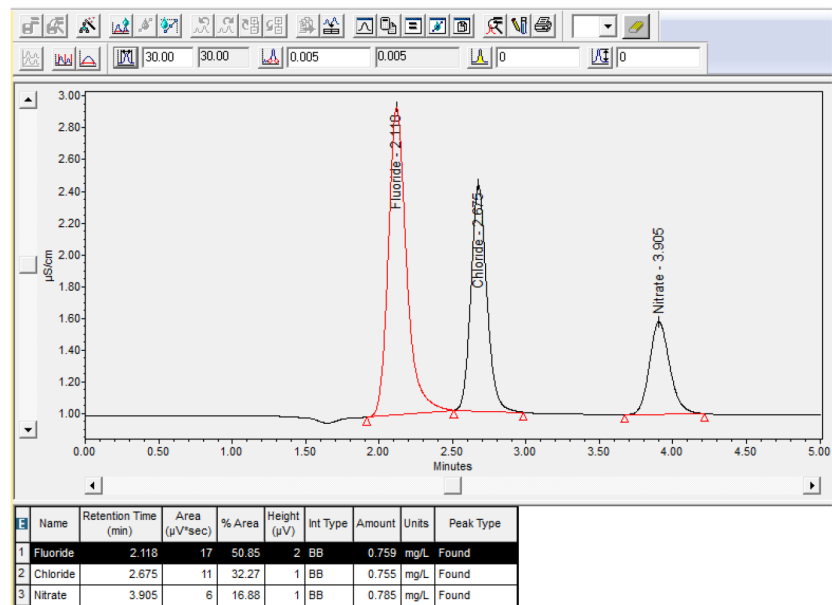 30.00 30.00 0.005 0.005 0 0
3.00
2.80
2.60
2.40
2.20
2.00
1.80
1.60
1.40
1.20
1.00
µS/cm
Fluoride - 2.118
Chloride - 2.675
Nitrate - 3.905
0.00 0.50 1.00 1.50 2.00 2.50 3.00 3.50 4.00 4.50 5.00
Minutes
E Name Retention Time (min) Area (µV*sec) % Area Height (µV) Int Type Amount Units Peak Type
1 Fluoride 2.118 17 50.85 2 BB 0.759 mg/L Found
2 Chloride 2.675 11 32.27 1 BB 0.755 mg/L Found
3 Nitrate 3.905 6 16.88 1 BB 0.785 mg/L Found